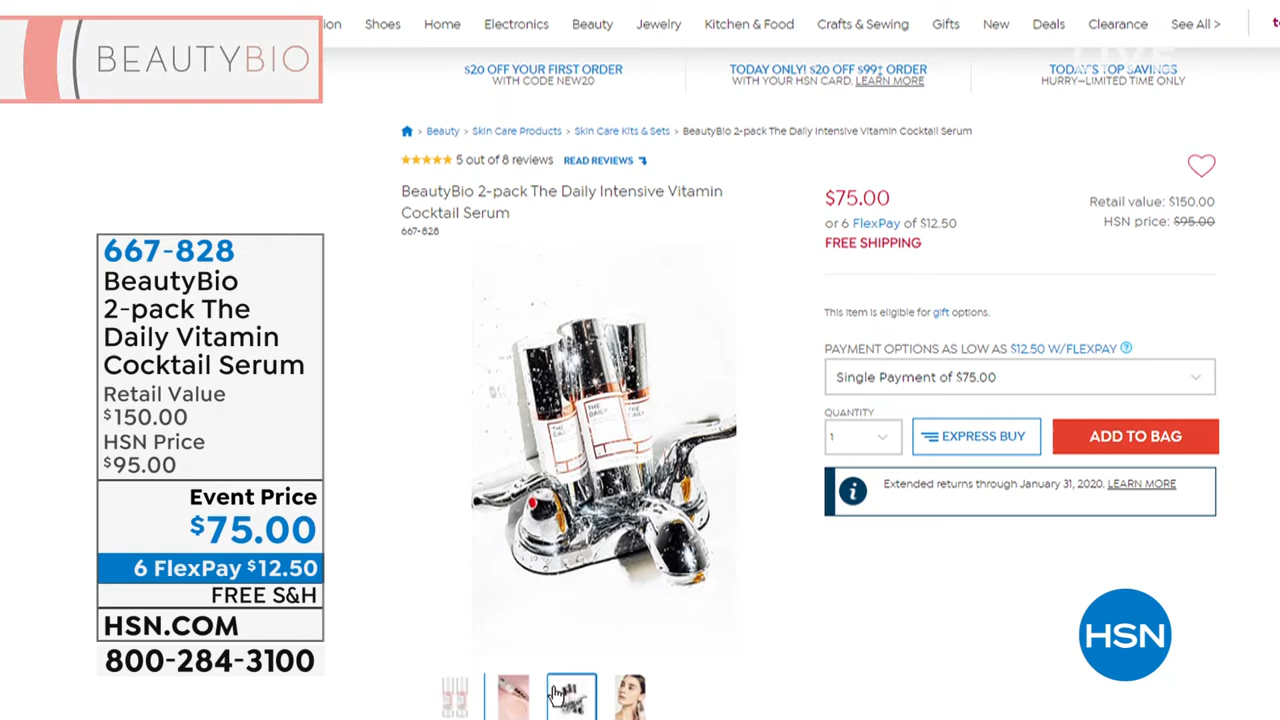 BEAUTYBIO
Shoes Home Electronics Beauty Jewelry Kitchen & Food Crafts & Sewing Gifts New Deals Clearance See All >
LIVE
$20 OFF YOUR FIRST ORDER
WITH CODE NEW20
TODAY ONLY! $20 OFF $99‡ ORDER
WITH YOUR HSN CARD. LEARN MORE
TODAY'S TOP SAVINGS
HURRY—LIMITED TIME ONLY
> Beauty > Skin Care Products > Skin Care Kits & Sets > BeautyBio 2-pack The Daily Intensive Vitamin Cocktail Serum
5 out of 8 reviews READ REVIEWS
BeautyBio 2-pack The Daily Intensive Vitamin
Cocktail Serum
667-828
$75.00
or 6 FlexPay of $12.50
FREE SHIPPING
Retail value: $150.00
HSN price: $95.00
This item is eligible for gift options.
PAYMENT OPTIONS AS LOW AS $12.50 W/FLEXPAY ?
Single Payment of $75.00
QUANTITY
1
EXPRESS BUY
ADD TO BAG
Extended returns through January 31, 2020. LEARN MORE
THE
DAILY
667-828
BeautyBio
2-pack The
Daily Vitamin
Cocktail Serum
Retail Value
$150.00
HSN Price
$95.00
Event Price
$75.00
6 FlexPay $12.50
FREE S&H
HSN.COM
800-284-3100
HSN